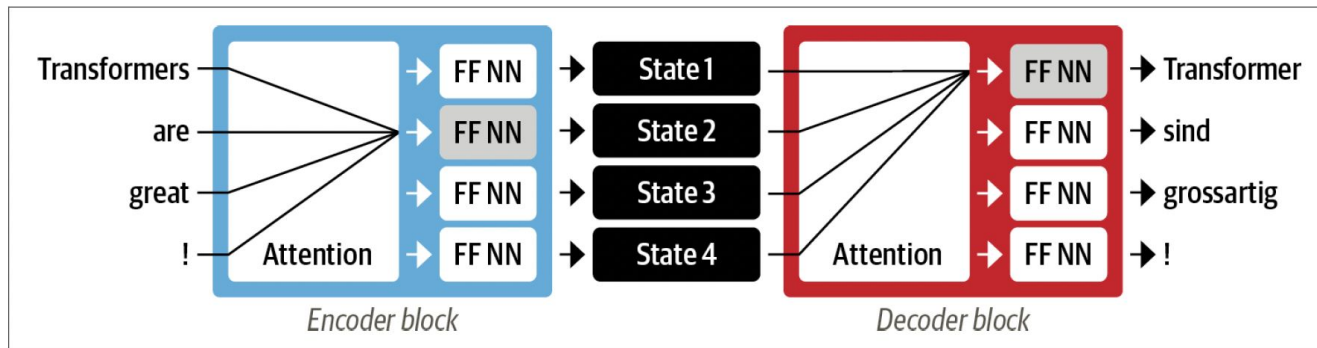 Transformers
are
great
!
Attention
FF NN
FF NN
FF NN
FF NN
Encoder block
State 1
State 2
State 3
State 4
Attention
FF NN
FF NN
FF NN
FF NN
Decoder block
Transformer
sind
grossartig
!